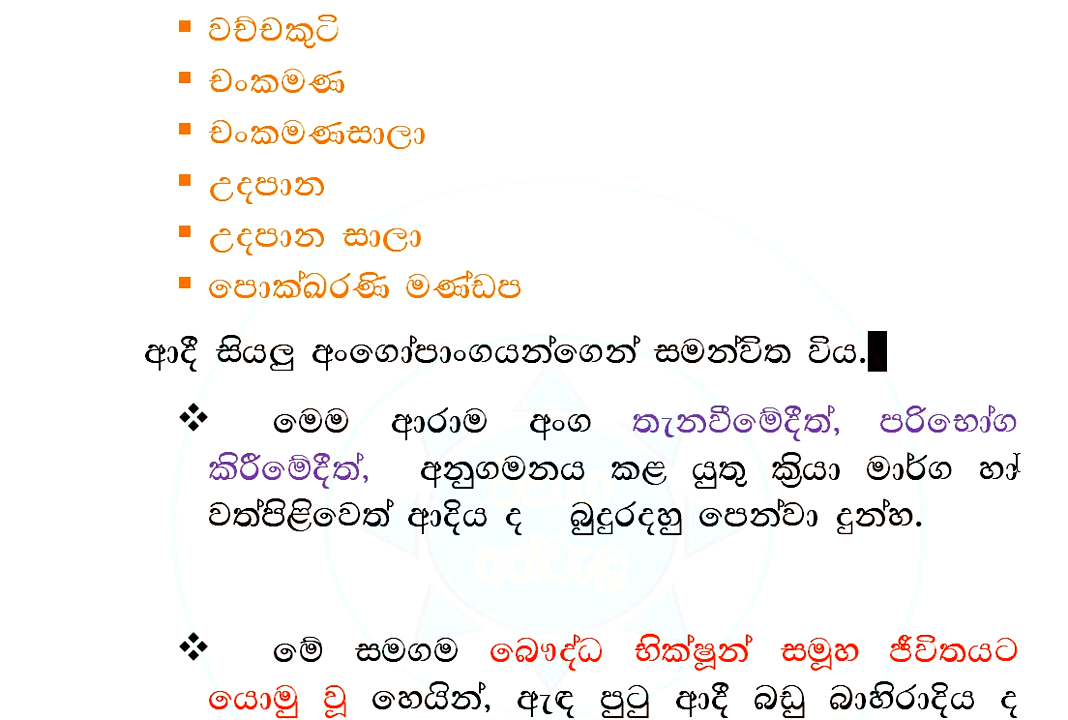 ▪ වච්චකුටි
▪ චංකමණ
▪ චංකමණසාලා
▪ උදපාන
▪ උදපාන සාලා
▪ පොක්ඛරණි මණ්ඩප
ආදී සියලු අංගෝපාංගයන්ගෙන් සමන්විත විය.
❖ මෙම ආරාම අංග තැනවීමේදීත්, පරිභෝග
කිරීමේදීත්, අනුගමනය කළ යුතු ක්‍රියා මාර්ග හා
වත්පිළිවෙත් ආදිය ද බුදුරදහු පෙන්වා දුන්හ.
❖ මේ සමගම බෞද්ධ භික්ෂූන් සමූහ ජීවිතයට
යොමු වූ හෙයින්, ඇඳ පුටු ආදී බඩු බාහිරාදිය ද